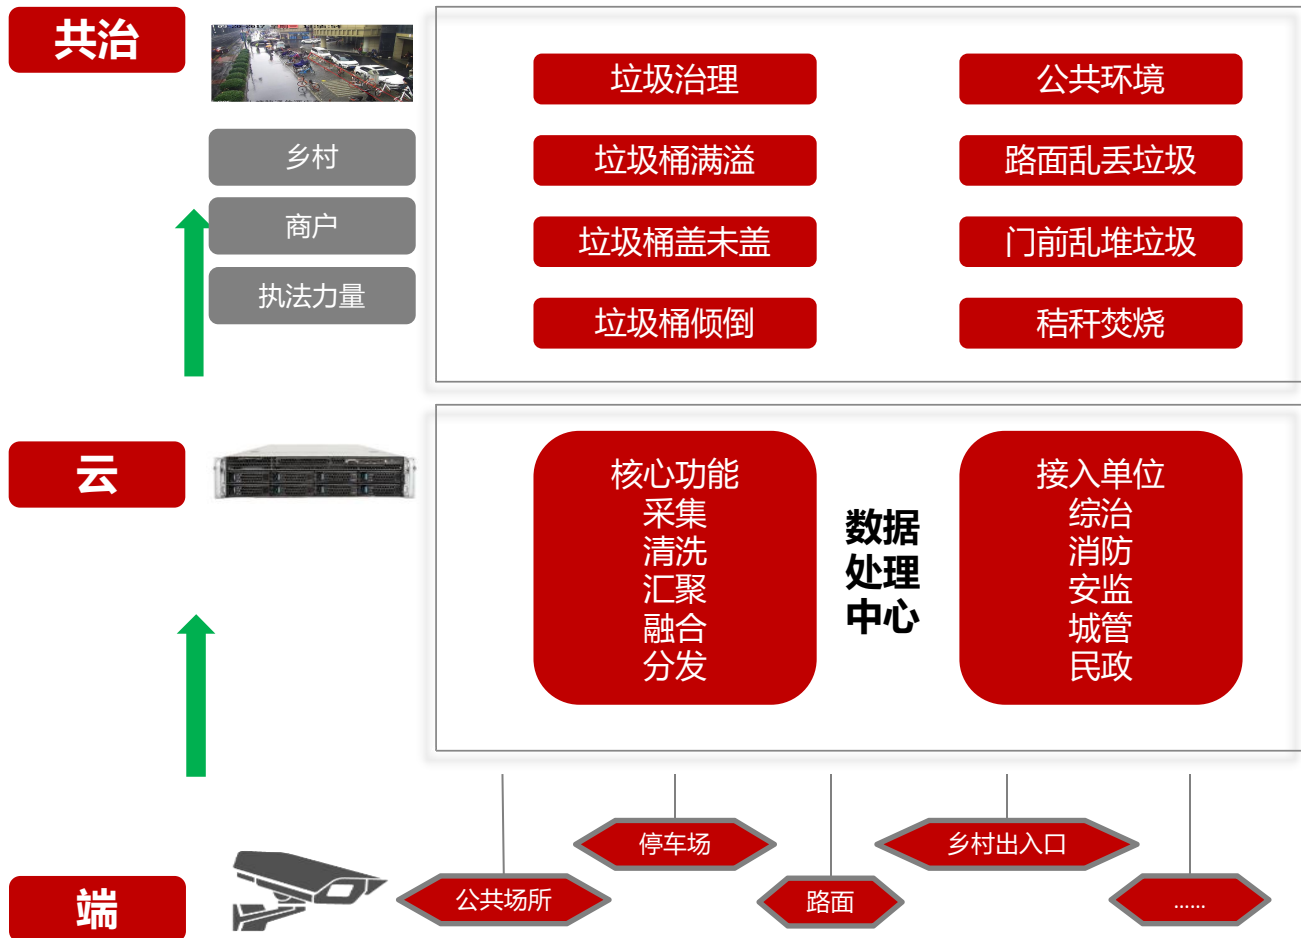 共治
乡村
商户
执法力量
垃圾治理
公共环境
垃圾桶满溢
路面乱丢垃圾
垃圾桶盖未盖
门前乱堆垃圾
垃圾桶倾倒
秸秆焚烧
云
核心功能
采集
清洗
汇聚
融合
分发
数据
处理
中心
接入单位
综治
消防
安监
城管
民政
端
停车场
乡村出入口
公共场所
路面
......